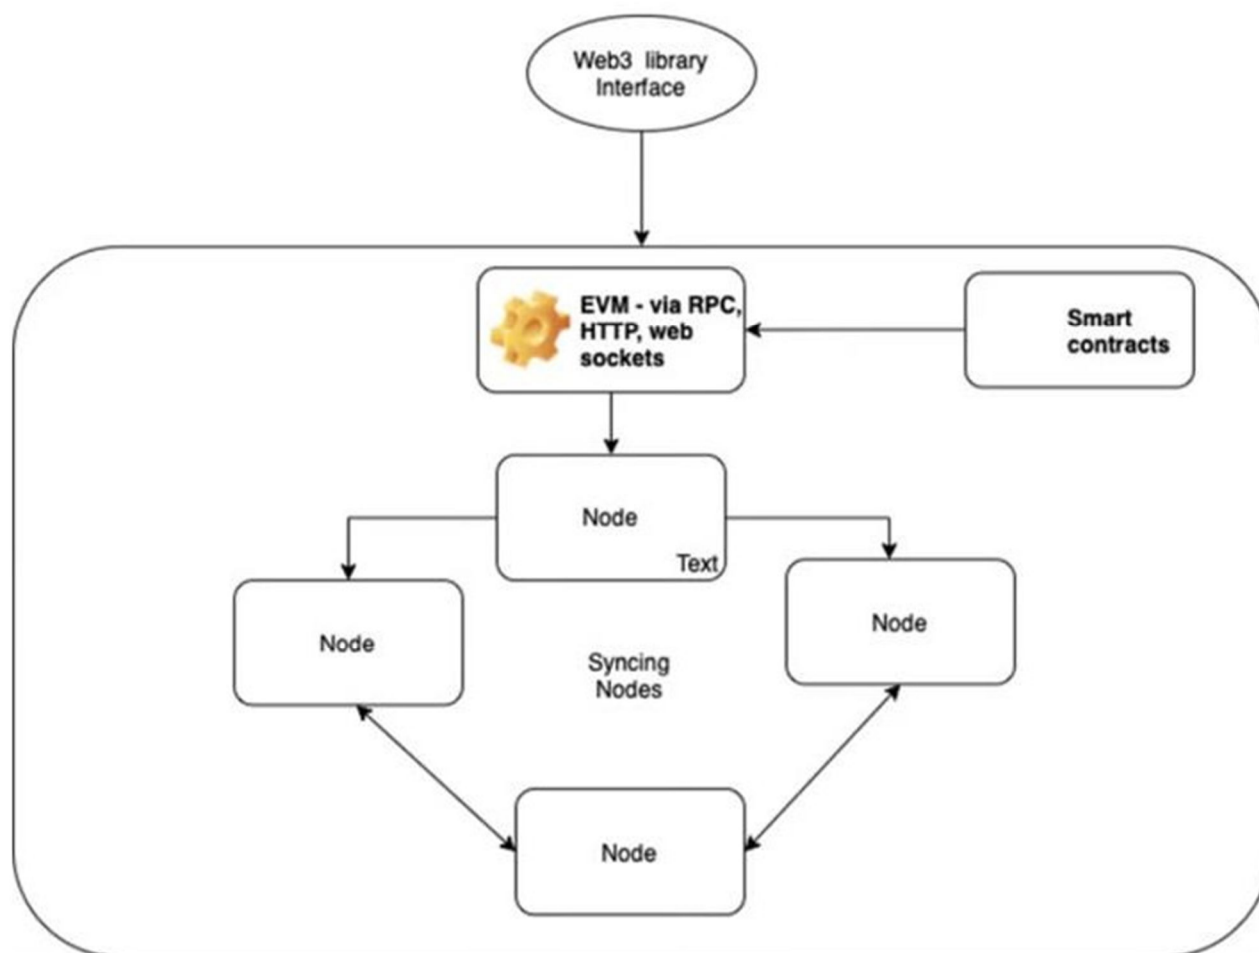 Web3 library
Interface
EVM - via RPC,
HTTP, web
sockets
Smart
contracts
Node
Text
Node
Node
Syncing
Nodes
Node